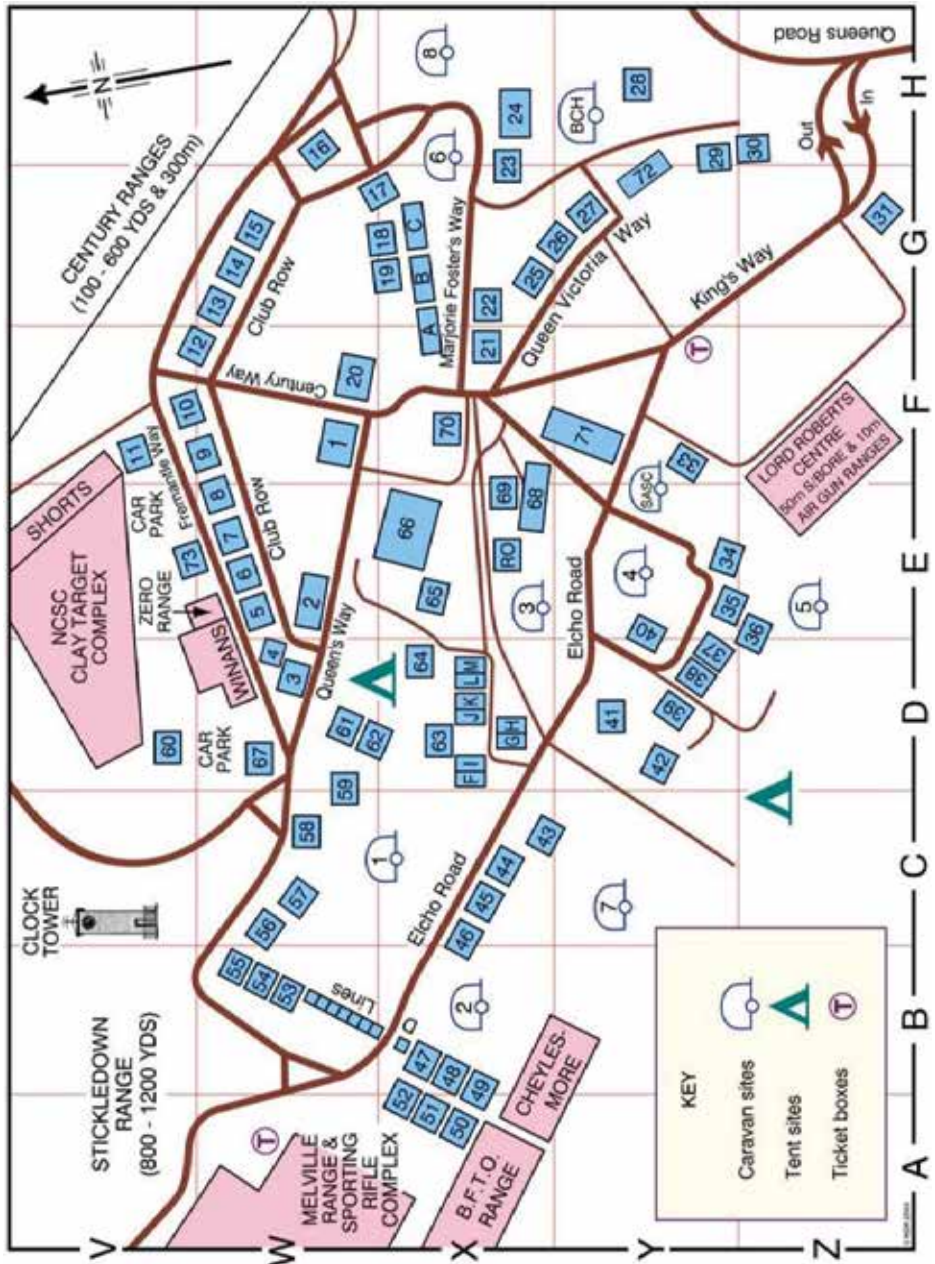 STICKLEDOWN
RANGE
(800 - 1200 YDS)
CLOCK
TOWER
NCSC
CLAY TARGET
COMPLEX
SHORTS
CENTURY RANGES
(100 - 600 YDS & 300m)
N
CAR
PARK
60
67
WINANS
ZERO
RANGE
CAR
PARK
73
11
Fremantle Way
T
MELVILLE
RANGE &
SPORTING
RIFLE
COMPLEX
B.F.T.Q.
RANGE
CHEYLES-
MORE
55
54
53
Lines
D
56
57
58
59
61
62
3
4
5
6
7
8
9
10
12
13
14
15
16
Club Row
Club Row
Century Way
Queen's Way
2
1
20
17
18
19
A
B
C
6
8
Marjorie Foster's Way
1
63
64
65
66
70
F
I
J
K
L
M
G
H
3
RO
69
68
21
22
23
24
25
26
27
BCH
28
72
29
30
Queen Victoria
Way
52
51
50
47
48
49
2
Elcho Road
46
45
44
43
7
Elcho Road
41
40
4
SASC
71
33
T
King's Way
Out
In
Queens Road
31
42
39
38
37
36
35
34
5
LORD ROBERTS
CENTRE
50m S/BORE & 10m
AIR GUN RANGES
KEY
Caravan sites
Tent sites
Ticket boxes
T
V
W
X
Y
Z
A
B
C
D
E
F
G
H